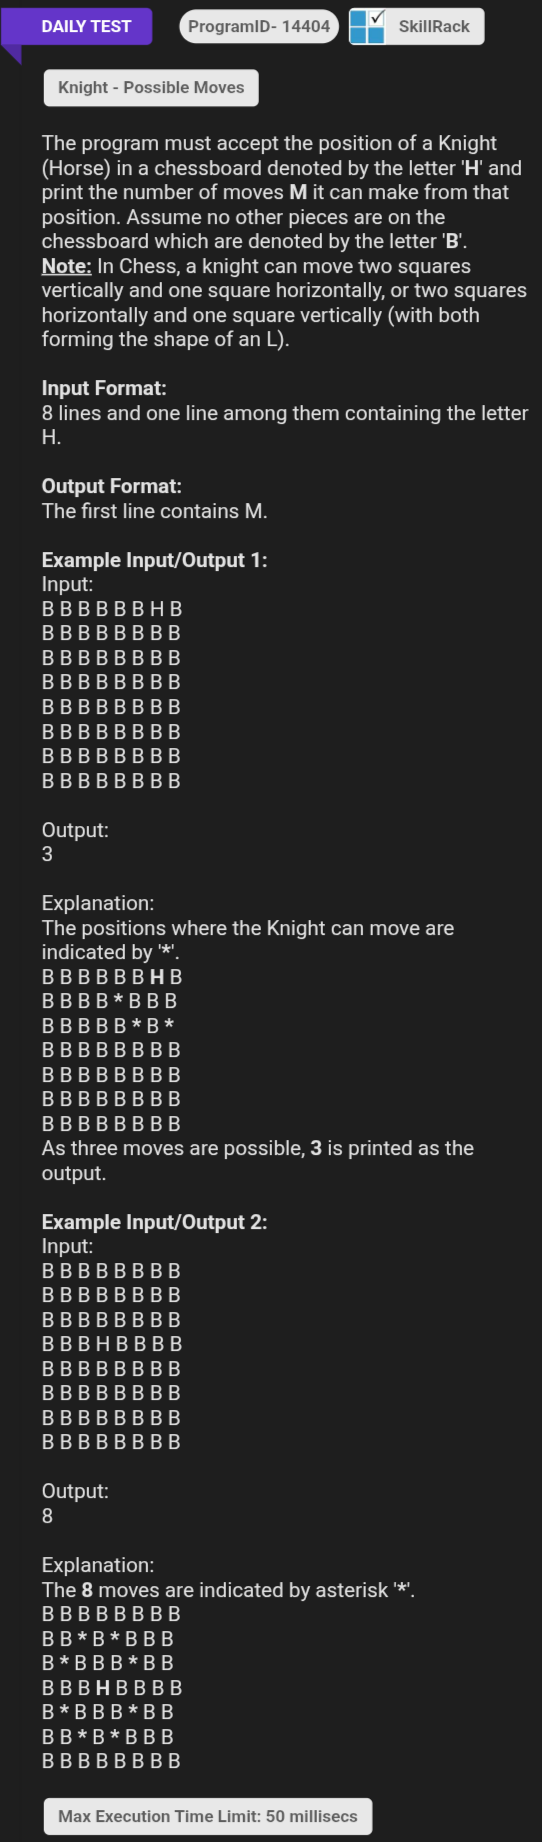 DAILY TEST
ProgramID- 14404
SkillRack
Knight - Possible Moves
The program must accept the position of a Knight
(Horse) in a chessboard denoted by the letter 'H' and
print the number of moves M it can make from that
position. Assume no other pieces are on the
chessboard which are denoted by the letter 'B'.
Note: In Chess, a knight can move two squares
vertically and one square horizontally, or two squares
horizontally and one square vertically (with both
forming the shape of an L).
Input Format:
8 lines and one line among them containing the letter
H.
Output Format:
The first line contains M.
Example Input/Output 1:
Input:
B B B B B B H B
B B B B B B B B
B B B B B B B B
B B B B B B B B
B B B B B B B B
B B B B B B B B
B B B B B B B B
B B B B B B B B
Output:
3
Explanation:
The positions where the Knight can move are
indicated by '*'.
B B B B B B H B
B B B B * B B B
B B B B B * B *
B B B B B B B B
B B B B B B B B
B B B B B B B B
B B B B B B B B
As three moves are possible, 3 is printed as the
output.
Example Input/Output 2:
Input:
B B B B B B B B
B B B B B B B B
B B B B B B B B
B B B H B B B B
B B B B B B B B
B B B B B B B B
B B B B B B B B
B B B B B B B B
Output:
8
Explanation:
The 8 moves are indicated by asterisk '*'.
B B B B B B B B
B B * B * B B B
B * B B B * B B
B B B H B B B B
B * B B B * B B
B B * B * B B B
B B B B B B B B
Max Execution Time Limit: 50 millisecs